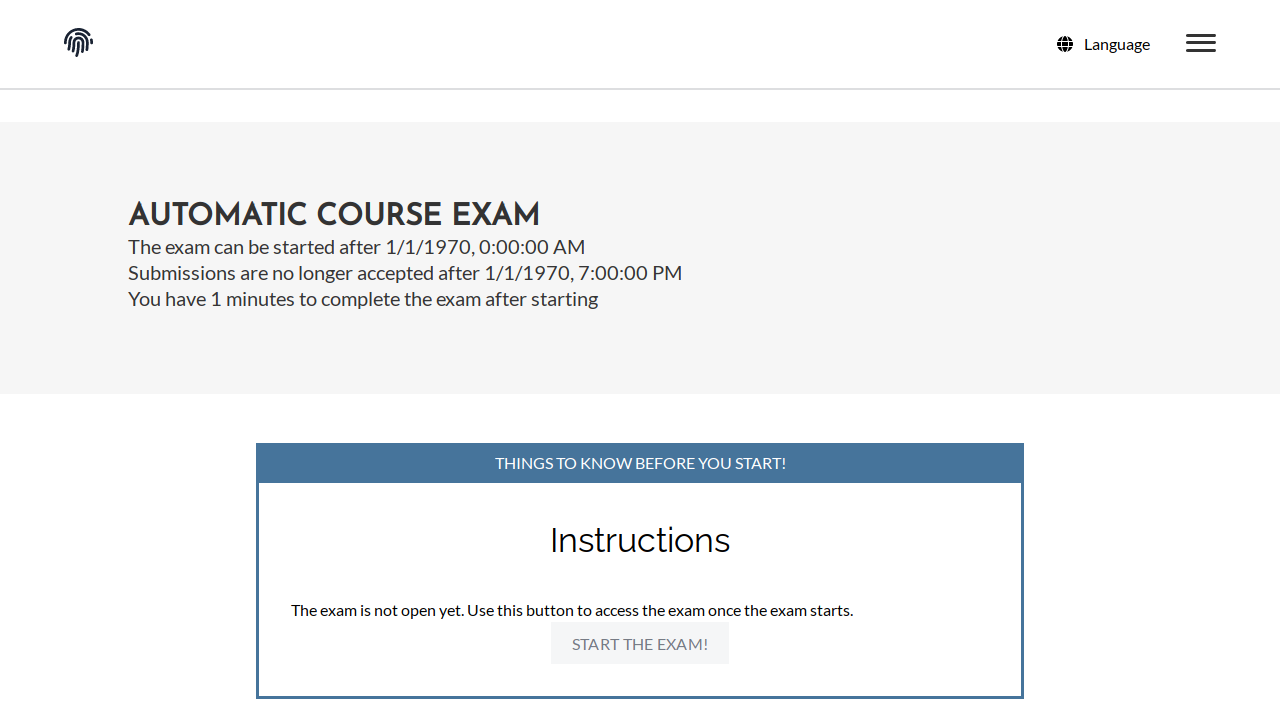 Language
AUTOMATIC COURSE EXAM
The exam can be started after 1/1/1970, 0:00:00 AM
Submissions are no longer accepted after 1/1/1970, 7:00:00 PM
You have 1 minutes to complete the exam after starting
THINGS TO KNOW BEFORE YOU START!
Instructions
The exam is not open yet. Use this button to access the exam once the exam starts.
START THE EXAM!